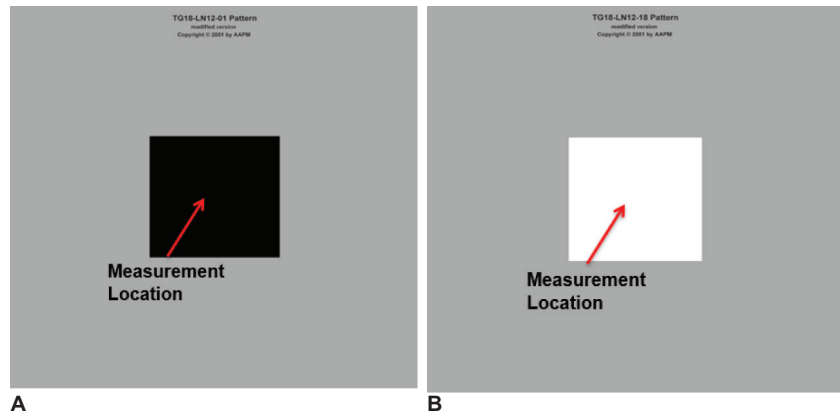 TG18-LN12-01 Pattern
modified version
Copyright © 2001 by AAPM
Measurement
Location
A
TG18-LN12-18 Pattern
modified version
Copyright © 2001 by AAPM
Measurement
Location
B